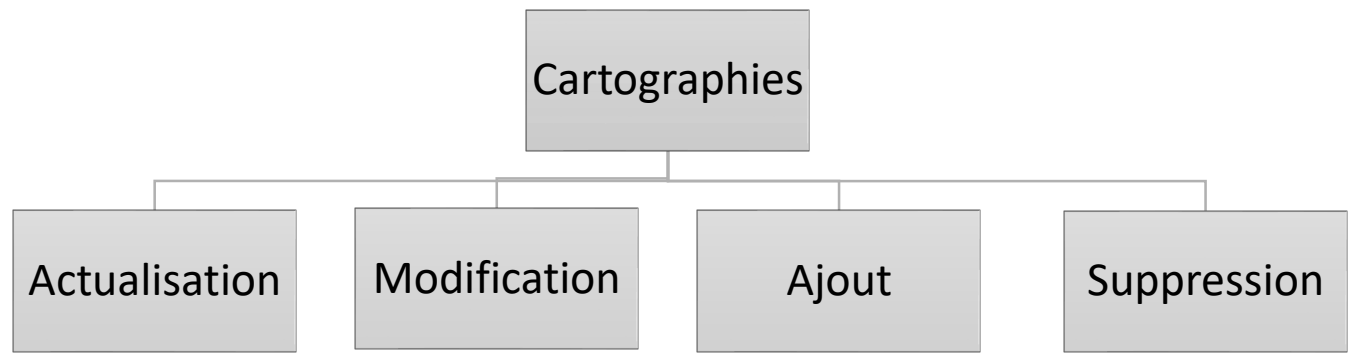 Cartographies
Actualisation
Modification
Ajout
Suppression